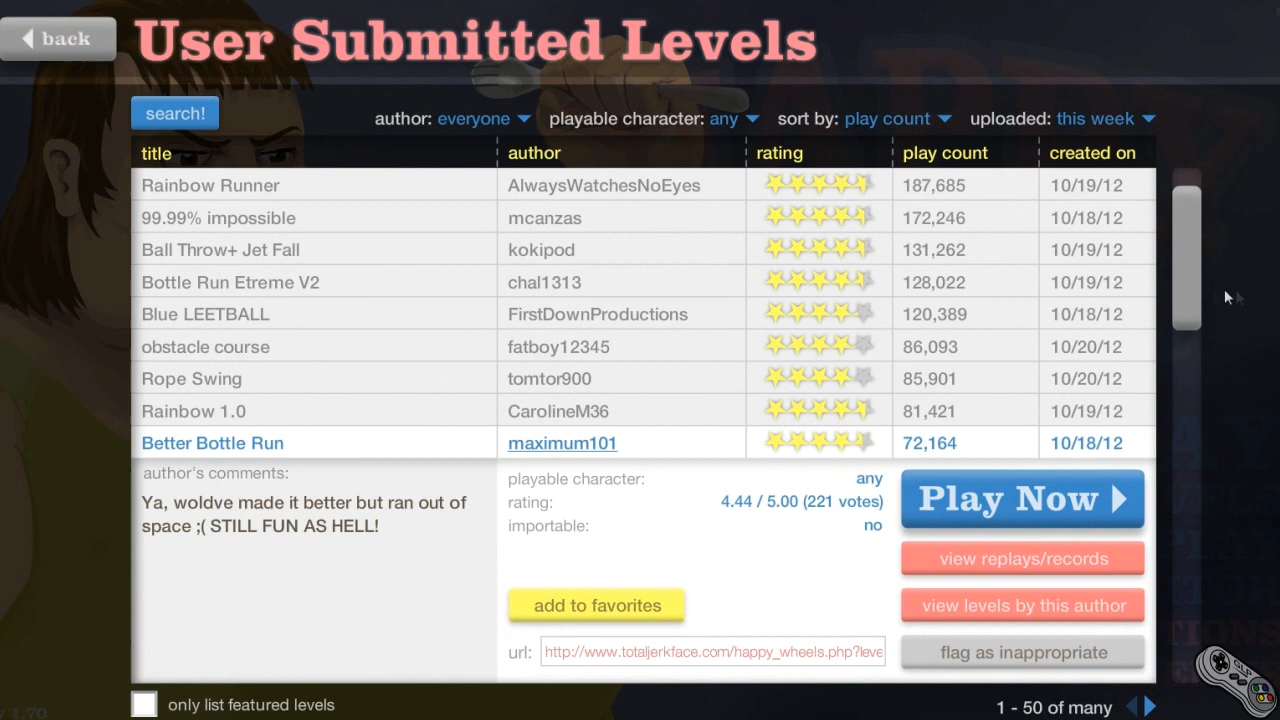 back
User Submitted Levels
search!
author: everyone playable character: any sort by: play count uploaded: this week
title author rating play count created on
Rainbow Runner AlwaysWatchesNoEyes 187,685 10/19/12
99.99% impossible mcanzas 172,246 10/18/12
Ball Throw+ Jet Fall kokipod 131,262 10/19/12
Bottle Run Etreme V2 chal1313 128,022 10/19/12
Blue LEETBALL FirstDownProductions 120,389 10/18/12
obstacle course fatboy12345 86,093 10/20/12
Rope Swing tomtor900 85,901 10/20/12
Rainbow 1.0 CarolineM36 81,421 10/19/12
Better Bottle Run maximum101 72,164 10/18/12
author's comments:
Ya, woldve made it better but ran out of
space ;( STILL FUN AS HELL!
playable character: any
rating: 4.44 / 5.00 (221 votes)
importable: no
add to favorites
url: http://www.totaljerkface.com/happy_wheels.php?leve
Play Now
view replays/records
view levels by this author
flag as inappropriate
only list featured levels
1 - 50 of many
1.70